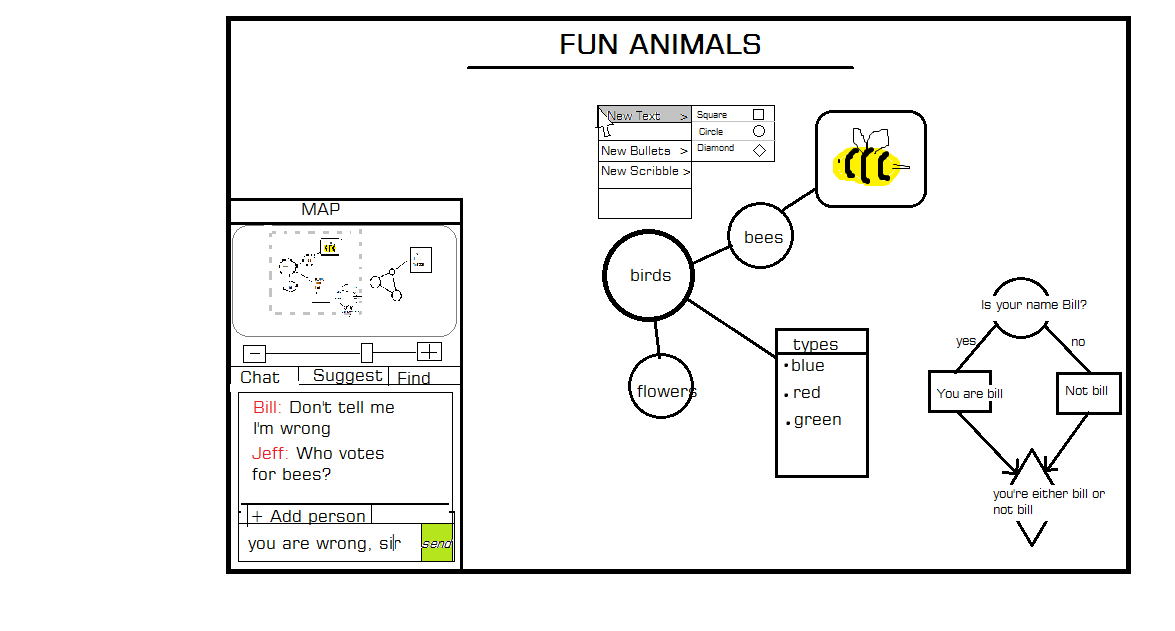 FUN ANIMALS
New Text >
Square
Circle
New Bullets >
Diamond
New Scribble >
bees
birds
flowers
types
•blue
•red
•green
Is your name Bill?
yes
no
You are bill
Not bill
you're either bill or
not bill
MAP
−
+
Chat
Suggest
Find
Bill: Don't tell me
I'm wrong
Jeff: Who votes
for bees?
+ Add person
you are wrong, sir
send